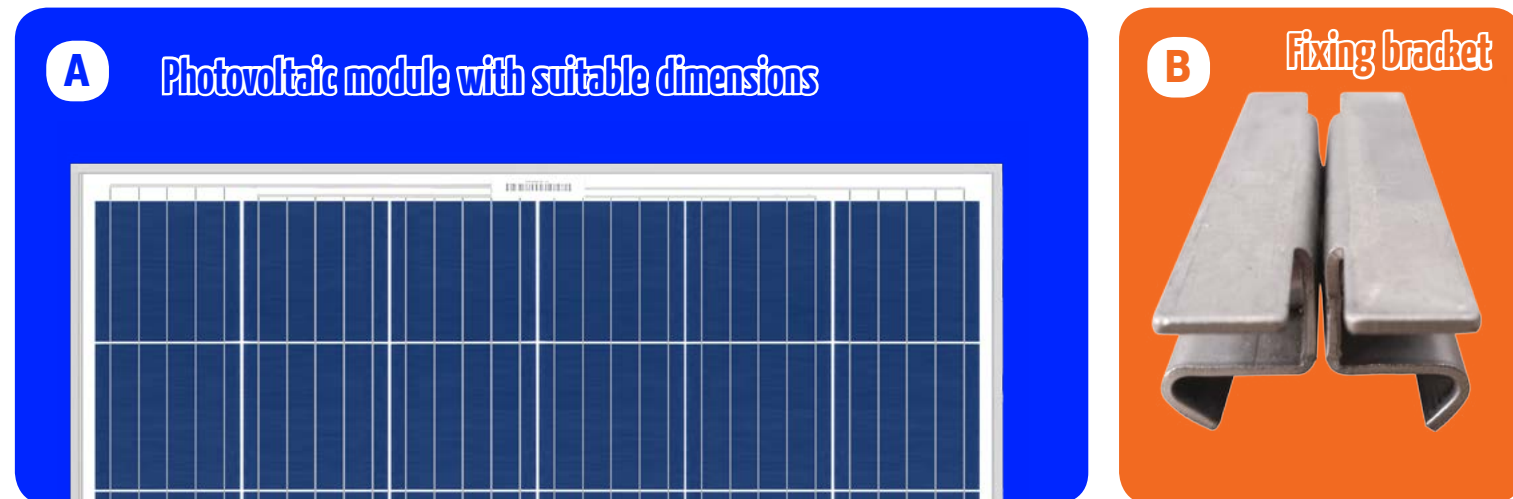 A
Photovoltaic module with suitable dimensions
B
Fixing bracket